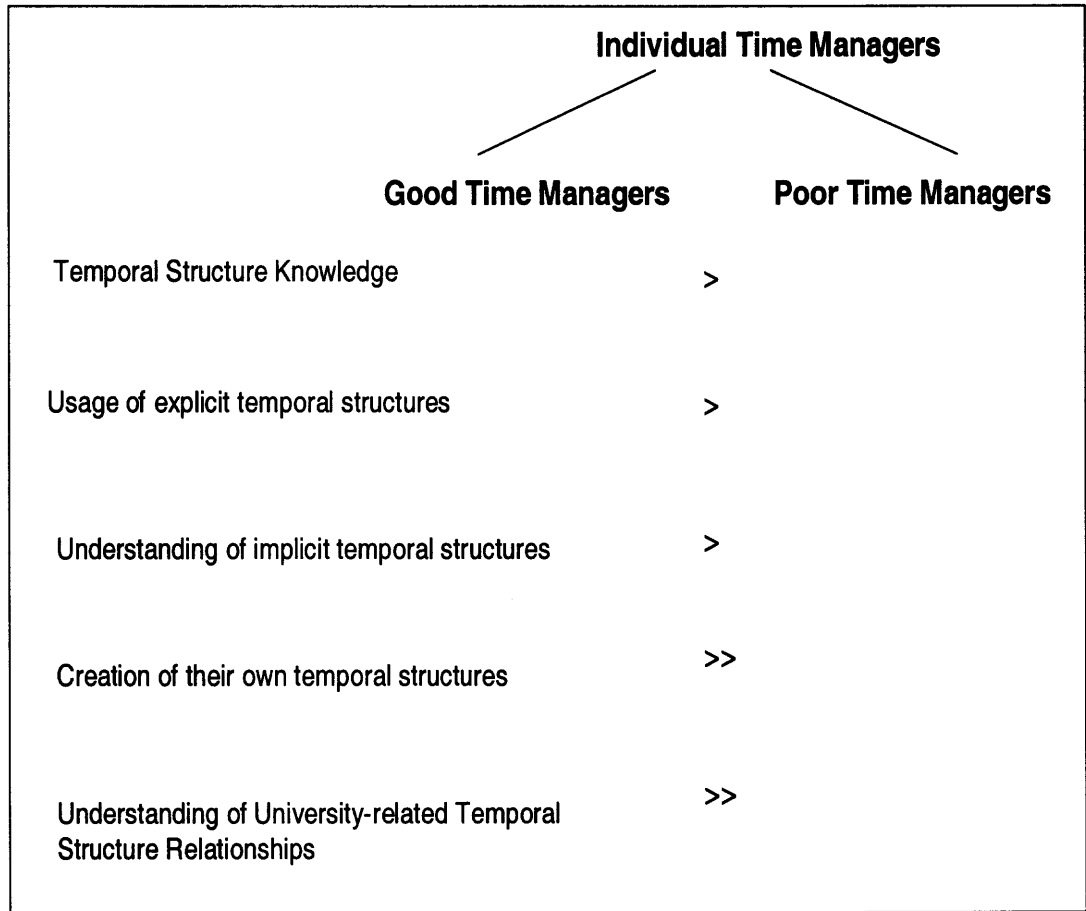 Individual Time Managers
Good Time Managers Poor Time Managers
Temporal Structure Knowledge >
Usage of explicit temporal structures >
Understanding of implicit temporal structures >
Creation of their own temporal structures >>
Understanding of University-related Temporal >>
Structure Relationships